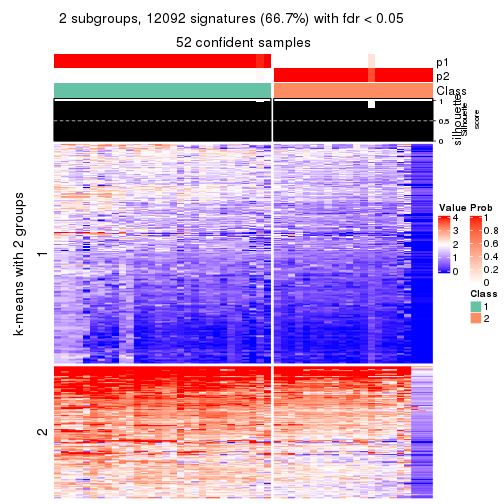 2 subgroups, 12092 signatures (66.7%) with fdr < 0.05
52 confident samples
p1
p2
Class
1
0.5
0
silhouette
Silhouette
score
k-means with 2 groups
1
2
Value
4
3
2
1
0
Prob
1
0.8
0.6
0.4
0.2
0
Class
1
2